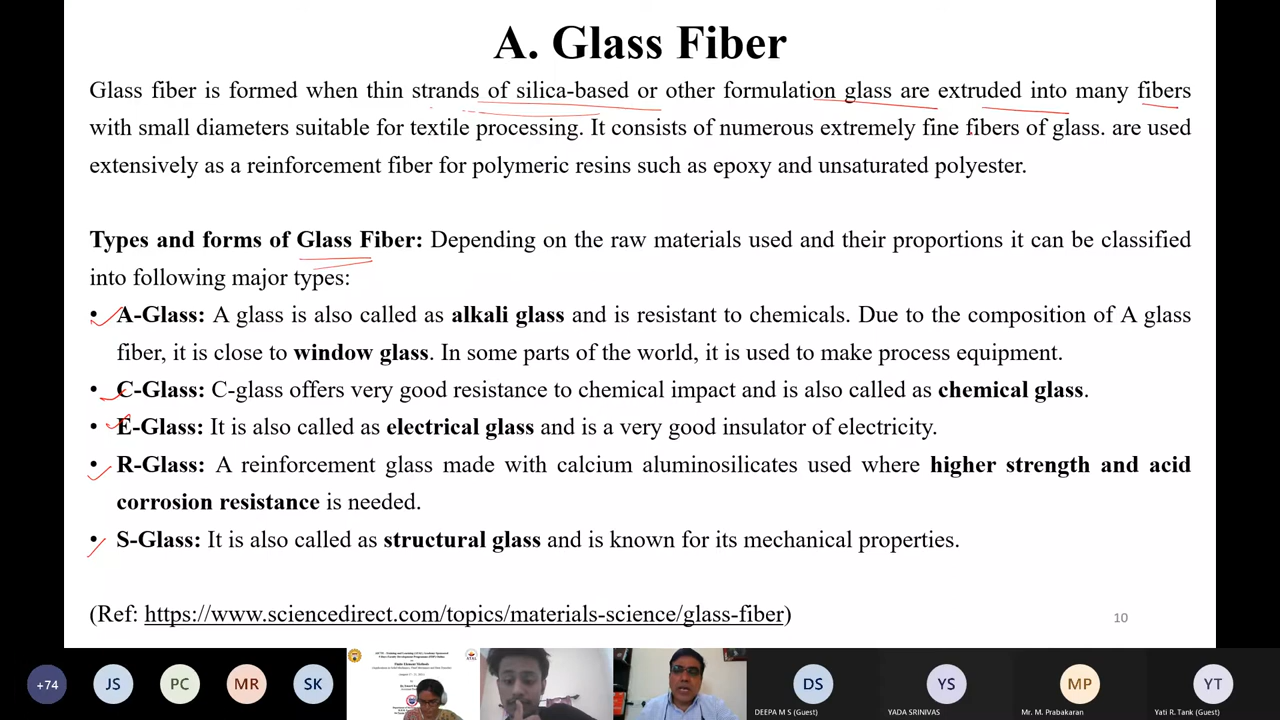 A. Glass Fiber
Glass fiber is formed when thin strands of silica-based or other formulation glass are extruded into many fibers
with small diameters suitable for textile processing. It consists of numerous extremely fine fibers of glass. are used
extensively as a reinforcement fiber for polymeric resins such as epoxy and unsaturated polyester.
Types and forms of Glass Fiber: Depending on the raw materials used and their proportions it can be classified
into following major types:
• A-Glass: A glass is also called as alkali glass and is resistant to chemicals. Due to the composition of A glass
fiber, it is close to window glass. In some parts of the world, it is used to make process equipment.
• C-Glass: C-glass offers very good resistance to chemical impact and is also called as chemical glass.
• E-Glass: It is also called as electrical glass and is a very good insulator of electricity.
• R-Glass: A reinforcement glass made with calcium aluminosilicates used where higher strength and acid
corrosion resistance is needed.
• S-Glass: It is also called as structural glass and is known for its mechanical properties.
(Ref: https://www.sciencedirect.com/topics/materials-science/glass-fiber)
10
+74
JS
PC
MR
SK
Finite Element Methods
DS
YS
MP
YT
DEEPA M S (Guest)
YADA SRINIVAS
Mr. M. Prabakaran
Yati R. Tank (Guest)